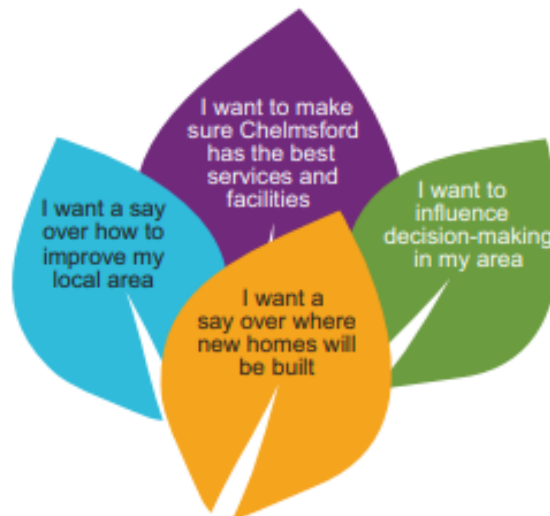 I want to make
sure Chelmsford
has the best
services and
facilities
I want a say
over how to
improve my
local area
I want to
influence
decision-making
in my area
I want a
say over where
new homes will
be built